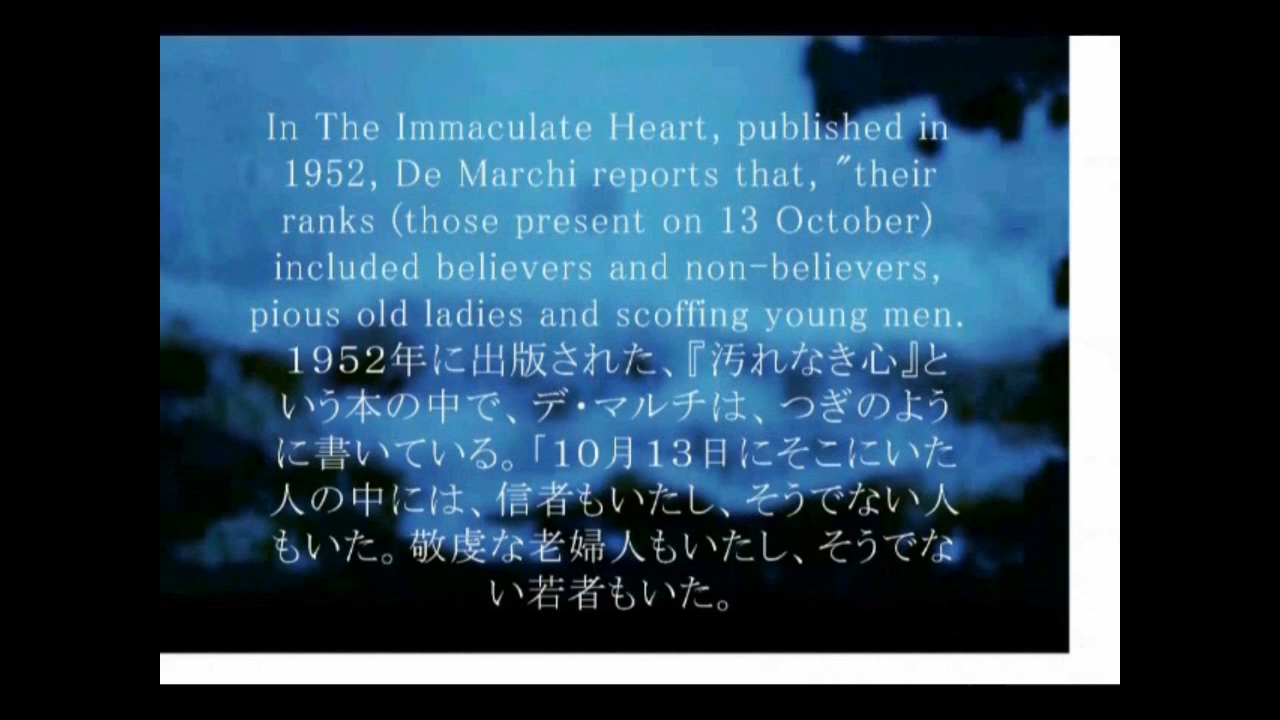 In The Immaculate Heart, published in
1952, De Marchi reports that, "their
ranks (those present on 13 October)
included believers and non-believers,
pious old ladies and scoffing young men.
１９５２年に出版された、『汚れなき心』と
いう本の中で、デ・マルチは、つぎのよう
に書いている。「１０月１３日にそこにいた
人の中には、信者もいたし、そうでない人
もいた。敬虔な老婦人もいたし、そうでな
い若者もいた。